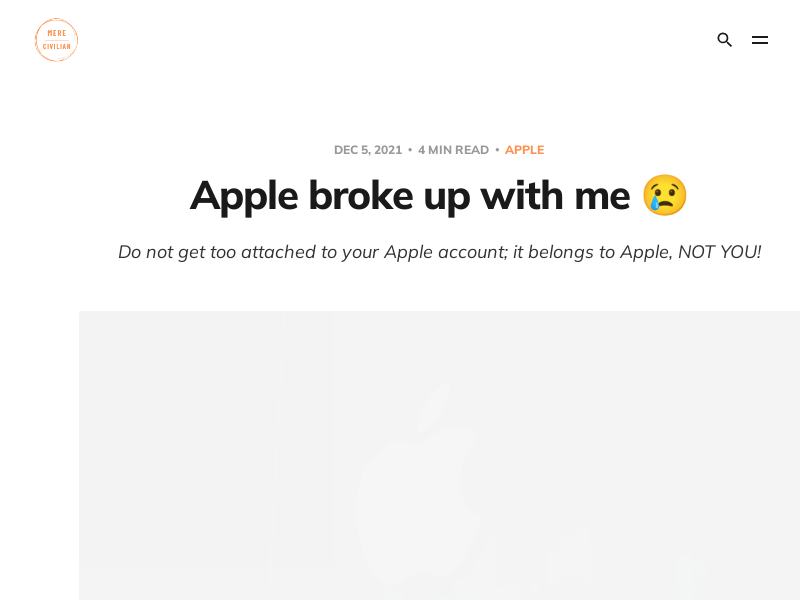 MERE
CIVILIAN
DEC 5, 2021 • 4 MIN READ • APPLE
Apple broke up with me 😢
Do not get too attached to your Apple account; it belongs to Apple, NOT YOU!